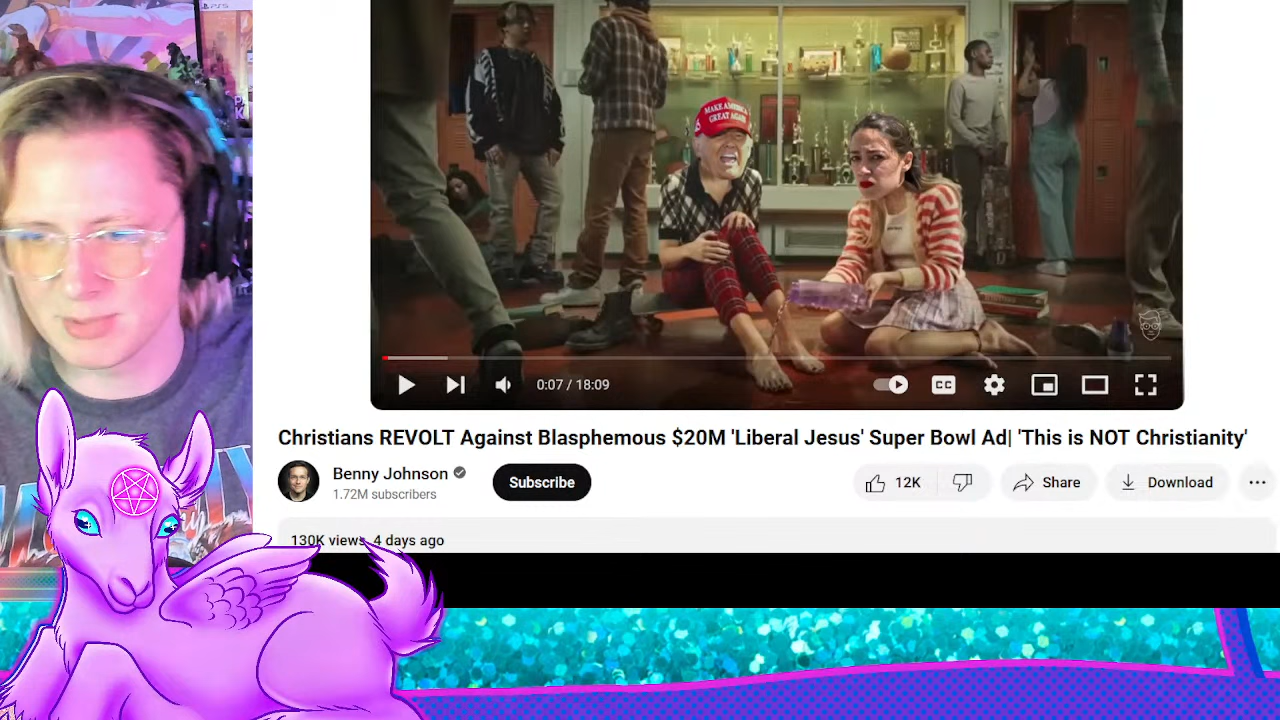 PS5
MAKE AMERICA
GREAT AGAIN
0:07 / 18:09
CC
Christians REVOLT Against Blasphemous $20M 'Liberal Jesus' Super Bowl Ad| 'This is NOT Christianity'
Benny Johnson
1.72M subscribers
Subscribe
12K
Share
Download
130K views 4 days ago